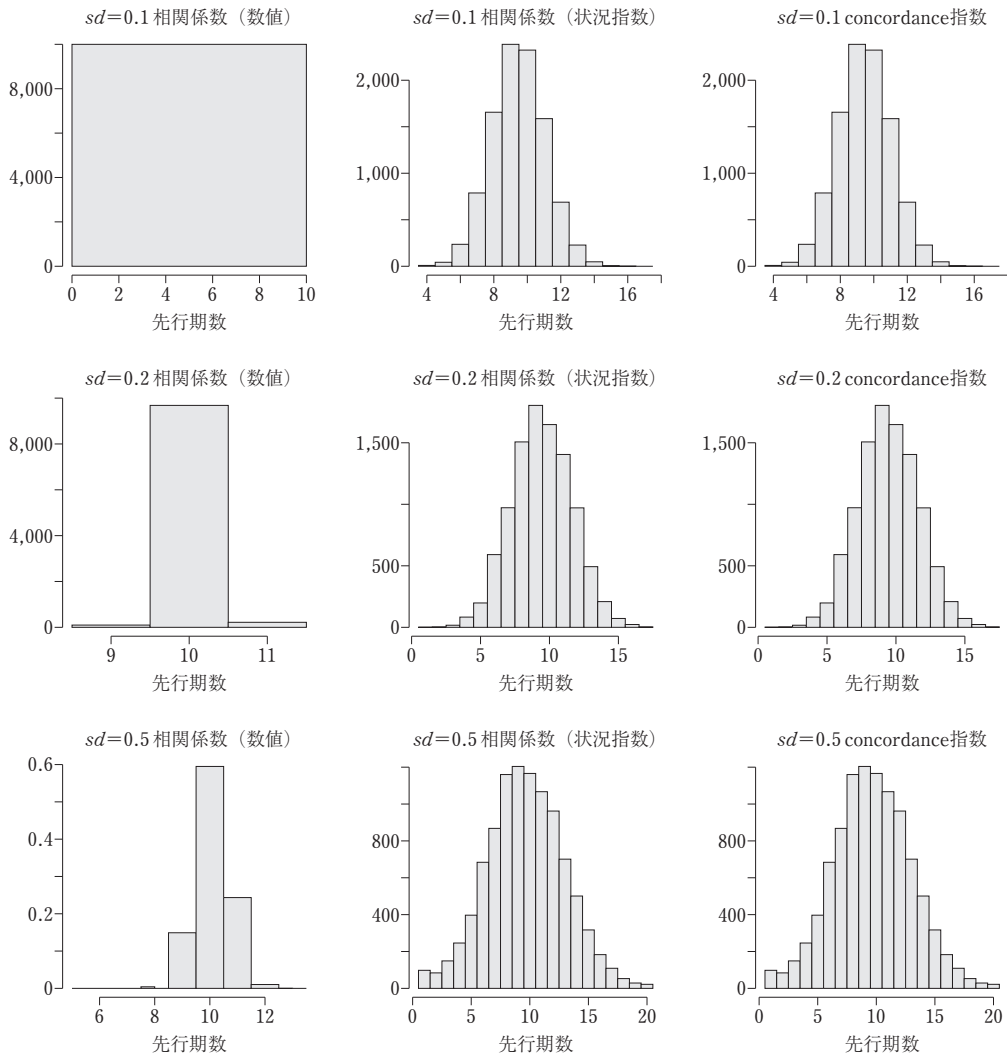 sd=0.1 相関係数（数値）
8,000
4,000
0
0 2 4 6 8 10
先行期数
sd=0.1 相関係数（状況指数）
2,000
1,000
0
4 8 12 16
先行期数
sd=0.1 concordance指数
2,000
1,000
0
4 8 12 16
先行期数
sd=0.2 相関係数（数値）
8,000
4,000
0
9 10 11
先行期数
sd=0.2 相関係数（状況指数）
1,500
500
0
0 5 10 15
先行期数
sd=0.2 concordance指数
1,500
500
0
0 5 10 15
先行期数
sd=0.5 相関係数（数値）
0.6
0.4
0.2
0
6 8 10 12
先行期数
sd=0.5 相関係数（状況指数）
800
400
0
0 5 10 15 20
先行期数
sd=0.5 concordance指数
800
400
0
0 5 10 15 20
先行期数